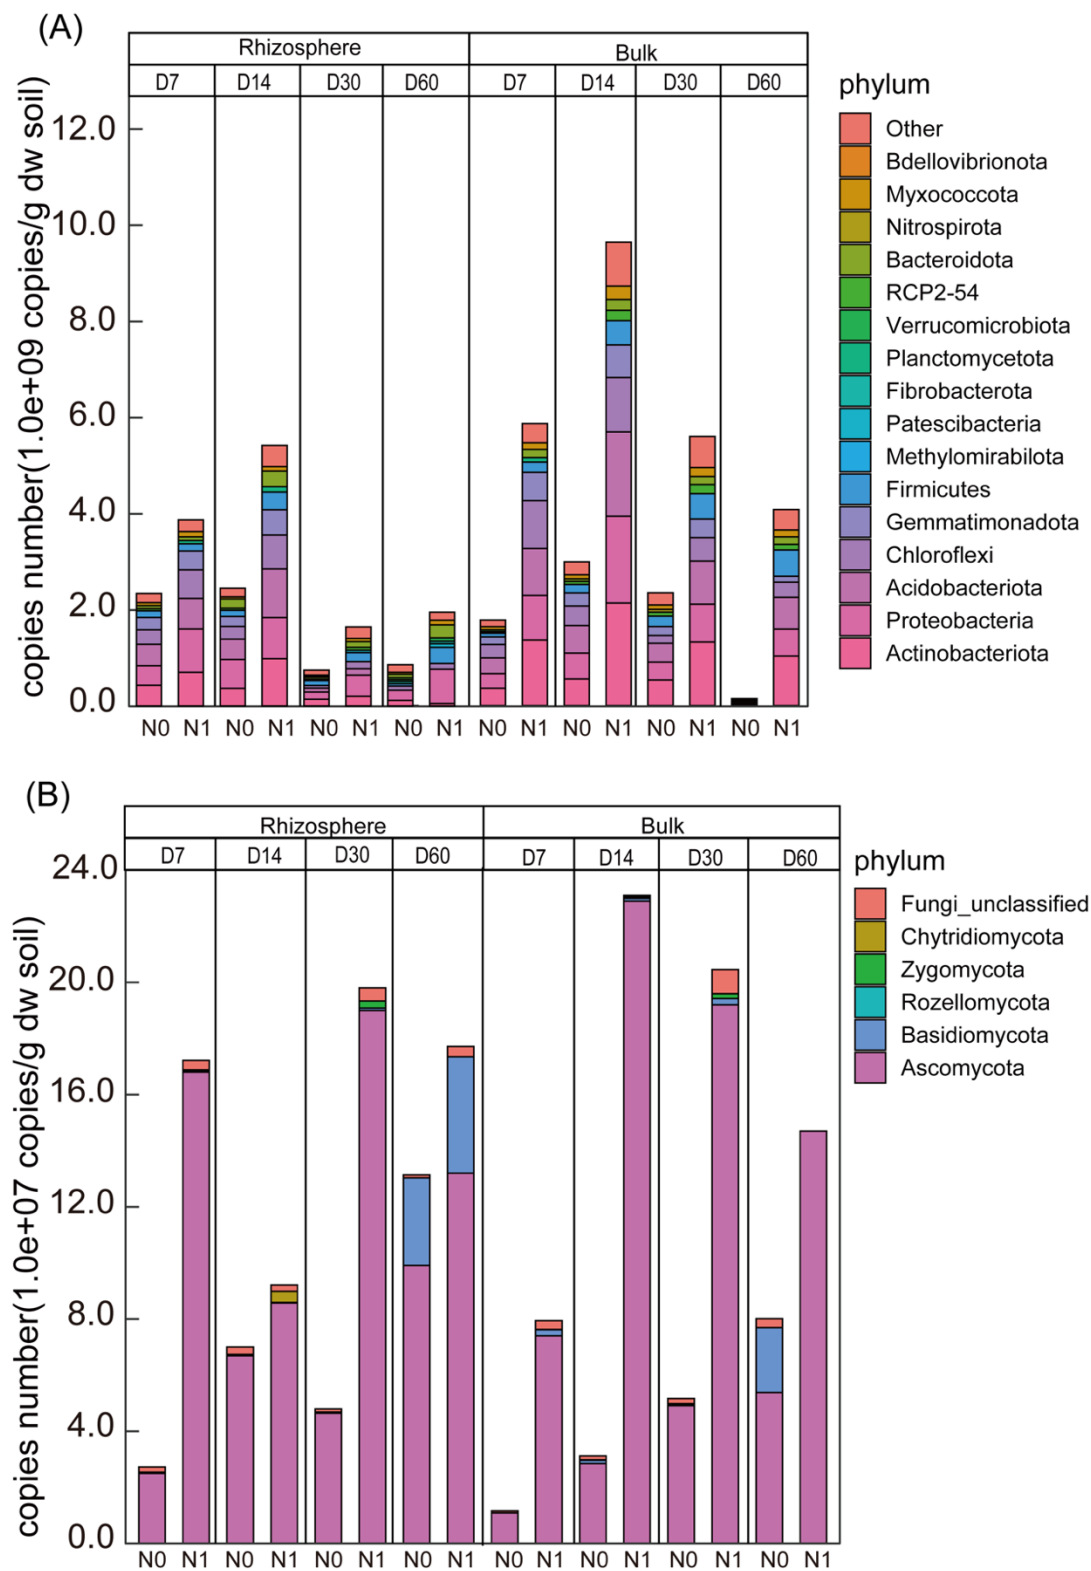 (A)
Rhizosphere Bulk
D7 D14 D30 D60 D7 D14 D30 D60
copies number(1.0e+09 copies/g dw soil)
12.0
10.0
8.0
6.0
4.0
2.0
0.0
N0 N1 N0 N1 N0 N1 N0 N1 N0 N1 N0 N1 N0 N1 N0 N1
phylum
Other
Bdellovibrionota
Myxococcota
Nitrospirota
Bacteroidota
RCP2-54
Verrucomicrobiota
Planctomycetota
Fibrobacterota
Patescibacteria
Methylomirabilota
Firmicutes
Gemmatimonadota
Chloroflexi
Acidobacteriota
Proteobacteria
Actinobacteriota
(B)
Rhizosphere Bulk
D7 D14 D30 D60 D7 D14 D30 D60
copies number(1.0e+07 copies/g dw soil)
24.0
20.0
16.0
12.0
8.0
4.0
0.0
N0 N1 N0 N1 N0 N1 N0 N1 N0 N1 N0 N1 N0 N1 N0 N1
phylum
Fungi_unclassified
Chytridiomycota
Zygomycota
Rozellomycota
Basidiomycota
Ascomycota